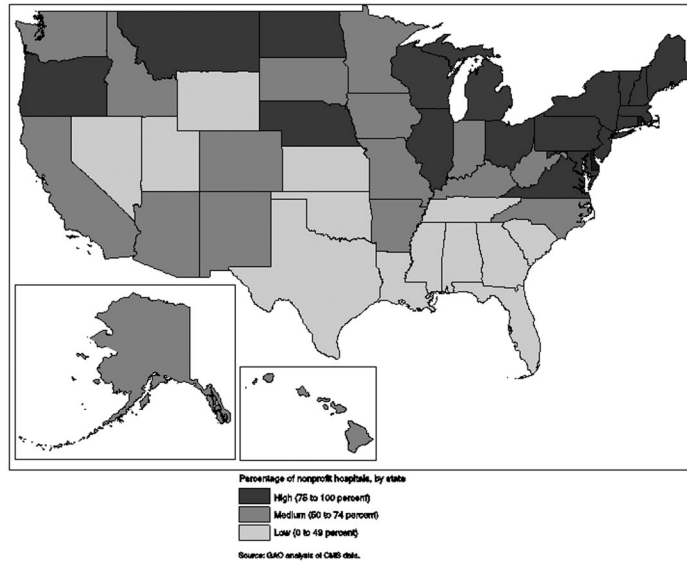 Percentage of nonprofit hospitals, by state
High (75 to 100 percent)
Medium (50 to 74 percent)
Low (0 to 49 percent)
Source: GAO analysis of CMS data.